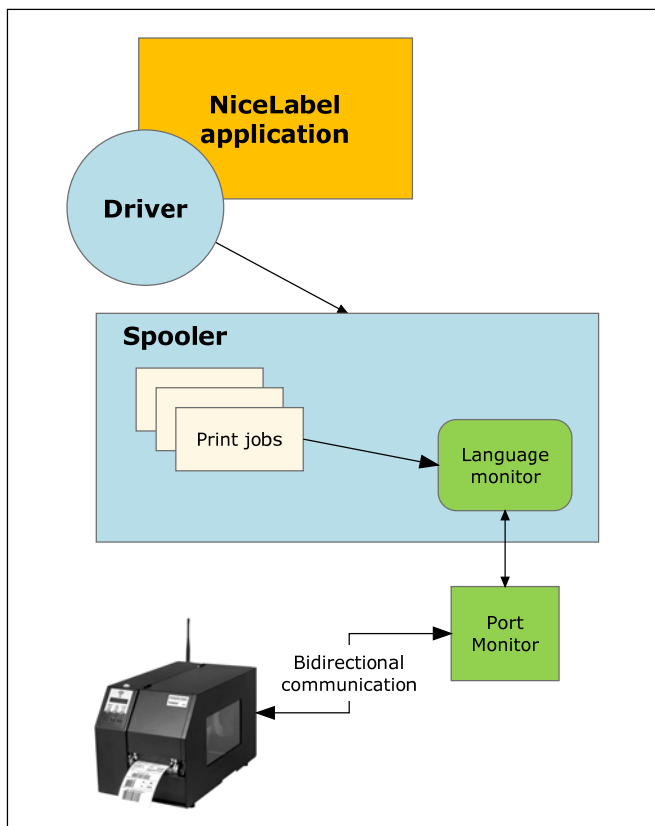 NiceLabel
application
Driver
Spooler
Print jobs
Language
monitor
Port
Monitor
Bidirectional
communication